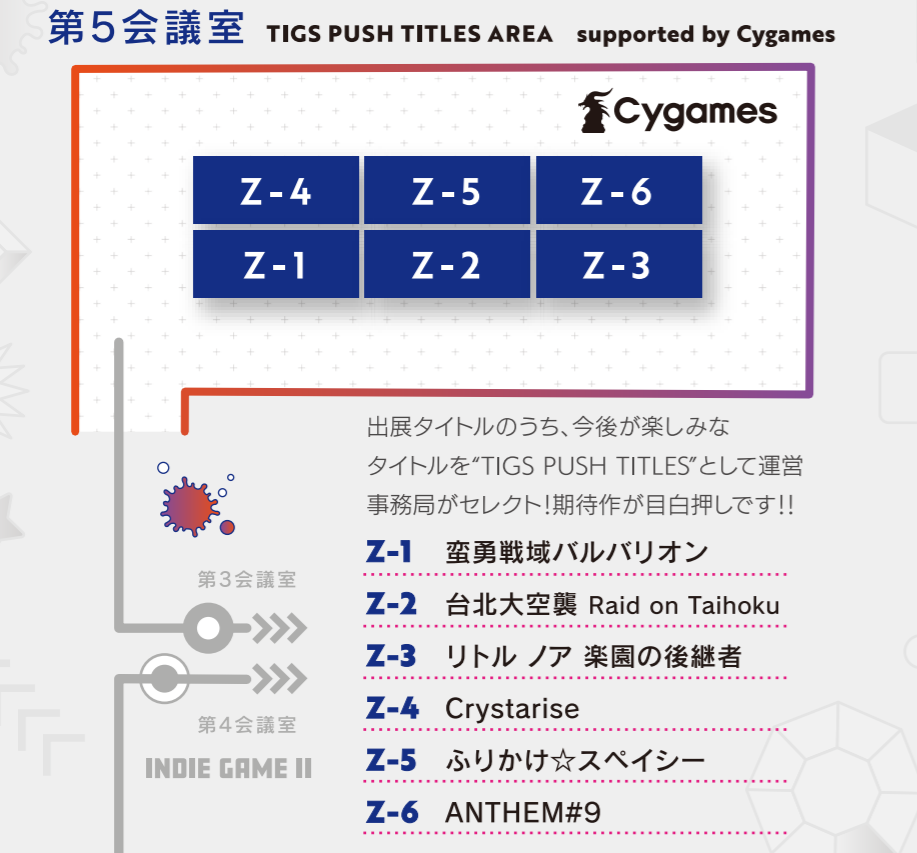 第5会議室 TIGS PUSH TITLES AREA supported by Cygames
Cygames
Z-4 Z-5 Z-6
Z-1 Z-2 Z-3
出展タイトルのうち、今後が楽しみな
タイトルを“TIGS PUSH TITLES”として運営
事務局がセレクト!期待作が目白押しです!!
Z-1 蛮勇戦域バルバリオン
Z-2 台北大空襲 Raid on Taihoku
Z-3 リトル ノア 楽園の後継者
Z-4 Crystarise
Z-5 ふりかけ☆スペイシー
Z-6 ANTHEM#9
第3会議室
第4会議室
INDIE GAME II